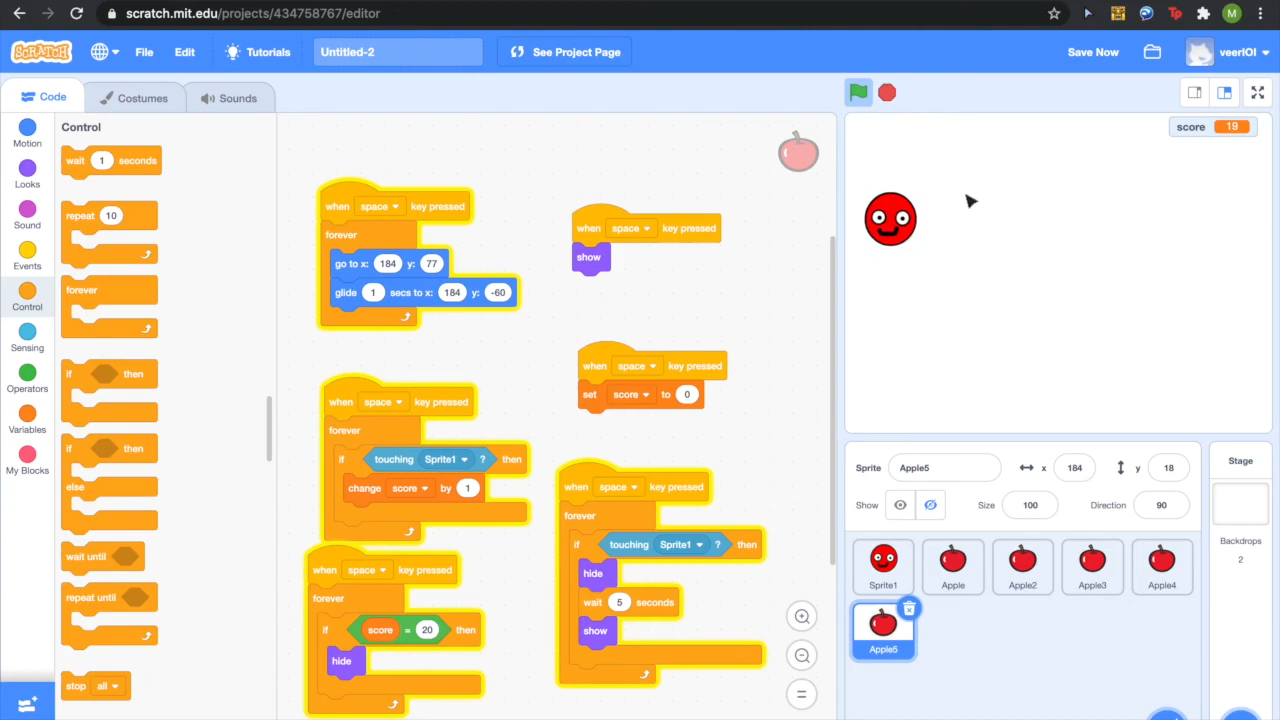 scratch.mit.edu/projects/434758767/editor
M
SCRATCH
File
Edit
Tutorials
Untitled-2
See Project Page
Save Now
Code
Costumes
Sounds
Motion
Looks
Sound
Events
Control
Sensing
Operators
Variables
My Blocks
Control
wait 1 seconds
repeat 10
forever
if then
if then
else
wait until
repeat until
stop all
when space key pressed
forever
go to x: 184 y: 77
glide 1 secs to x: 184 y: -60
when space key pressed
show
when space key pressed
set score to 0
when space key pressed
forever
if touching Sprite1 ? then
change score by 1
when space key pressed
forever
if score = 20 then
hide
when space key pressed
forever
if touching Sprite1 ? then
hide
wait 5 seconds
show
score 19
Sprite Apple5 x 184 y 18
Show Size 100 Direction 90
Sprite1
Apple
Apple2
Apple3
Apple4
Apple5
Stage
Backdrops
2